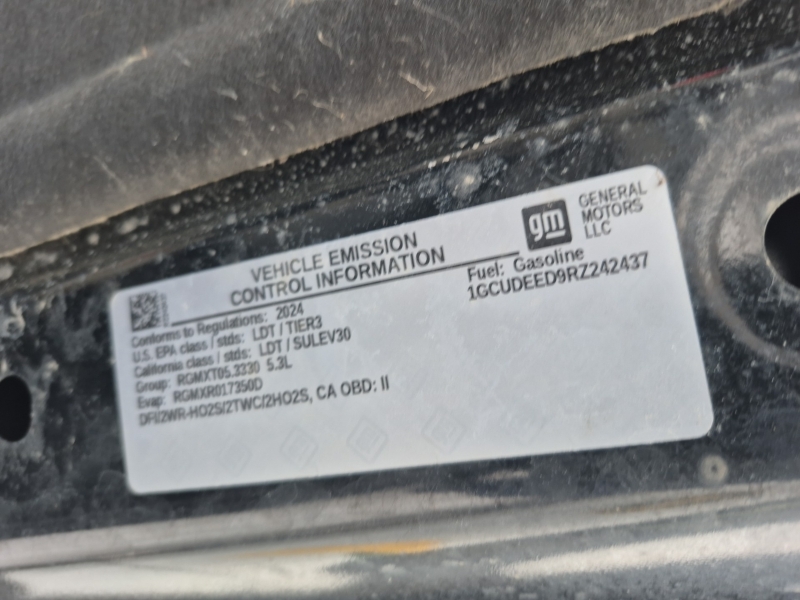 VEHICLE EMISSION
CONTROL INFORMATION
gm
GENERAL
MOTORS
LLC
Fuel: Gasoline
1GCUDEED9RZ242437
Conforms to Regulations: 2024
U.S. EPA class / stds: LDT / TIER3
California class / stds: LDT / SULEV30
Group: RGMXT05.3330 5.3L
Evap: RGMXR017350D
DFI/2WR-HO2S/2TWC/2HO2S, CA OBD: II